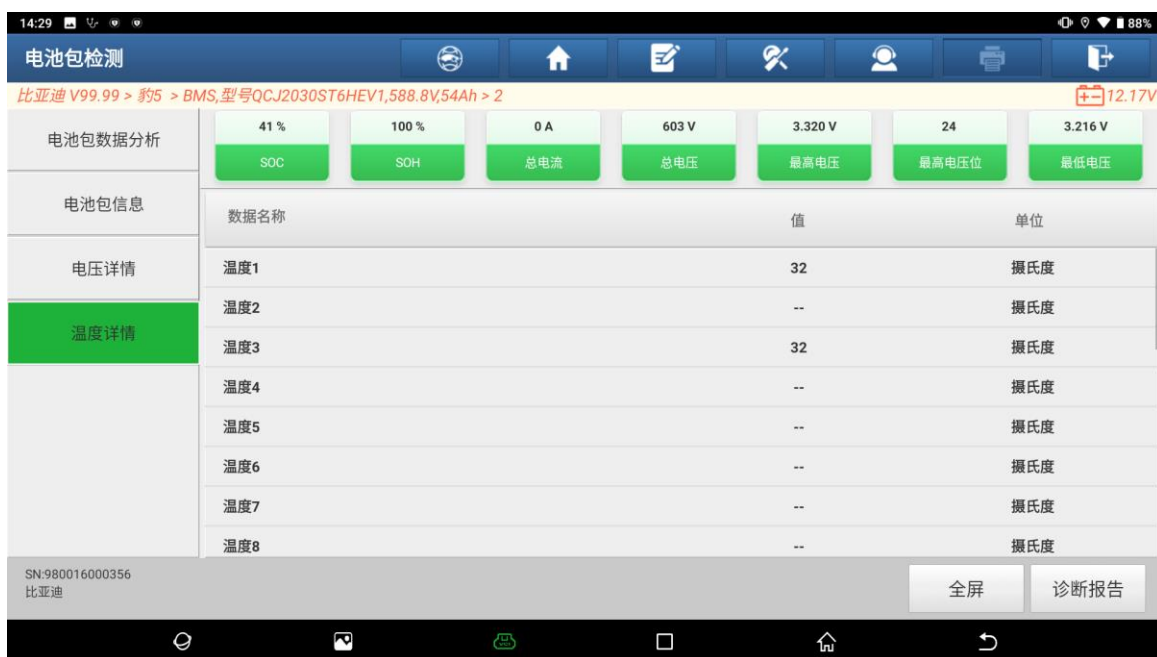 14:29 88%
电池包检测
比亚迪 V99.99 > 豹5 > BMS,型号QCJ2030ST6HEV1,588.8V,54Ah > 2 12.17V
电池包数据分析
电池包信息
电压详情
温度详情
41 % 100 % 0 A 603 V 3.320 V 24 3.216 V
SOC SOH 总电流 总电压 最高电压 最高电压位 最低电压
数据名称 值 单位
温度1 32 摄氏度
温度2 -- 摄氏度
温度3 32 摄氏度
温度4 -- 摄氏度
温度5 -- 摄氏度
温度6 -- 摄氏度
温度7 -- 摄氏度
温度8 -- 摄氏度
SN:980016000356
比亚迪
全屏 诊断报告